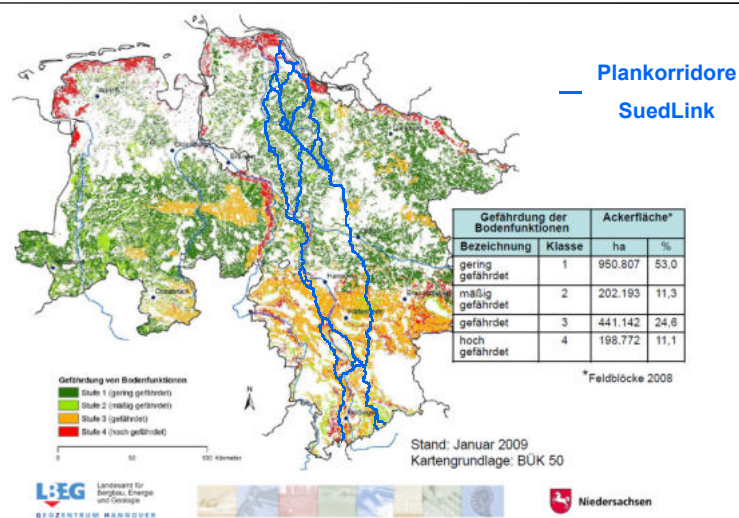 Plankorridore
SuedLink
Aurich
Hildesheim
Osnabrück
Gefährdung der Bodenfunktionen
Ackerfläche*
Bezeichnung Klasse ha %
gering gefährdet 1 950.807 53,0
mäßig gefährdet 2 202.193 11,3
gefährdet 3 441.142 24,6
hoch gefährdet 4 198.772 11,1
*Feldblöcke 2008
Gefährdung von Bodenfunktionen
Stufe 1 (gering gefährdet)
Stufe 2 (mäßig gefährdet)
Stufe 3 (gefährdet)
Stufe 4 (hoch gefährdet)
N
0 50 100 Kilometer
Stand: Januar 2009
Kartengrundlage: BÜK 50
LBEG
Landesamt für
Bergbau, Energie
und Geologie
GEOZENTRUM HANNOVER
Niedersachsen